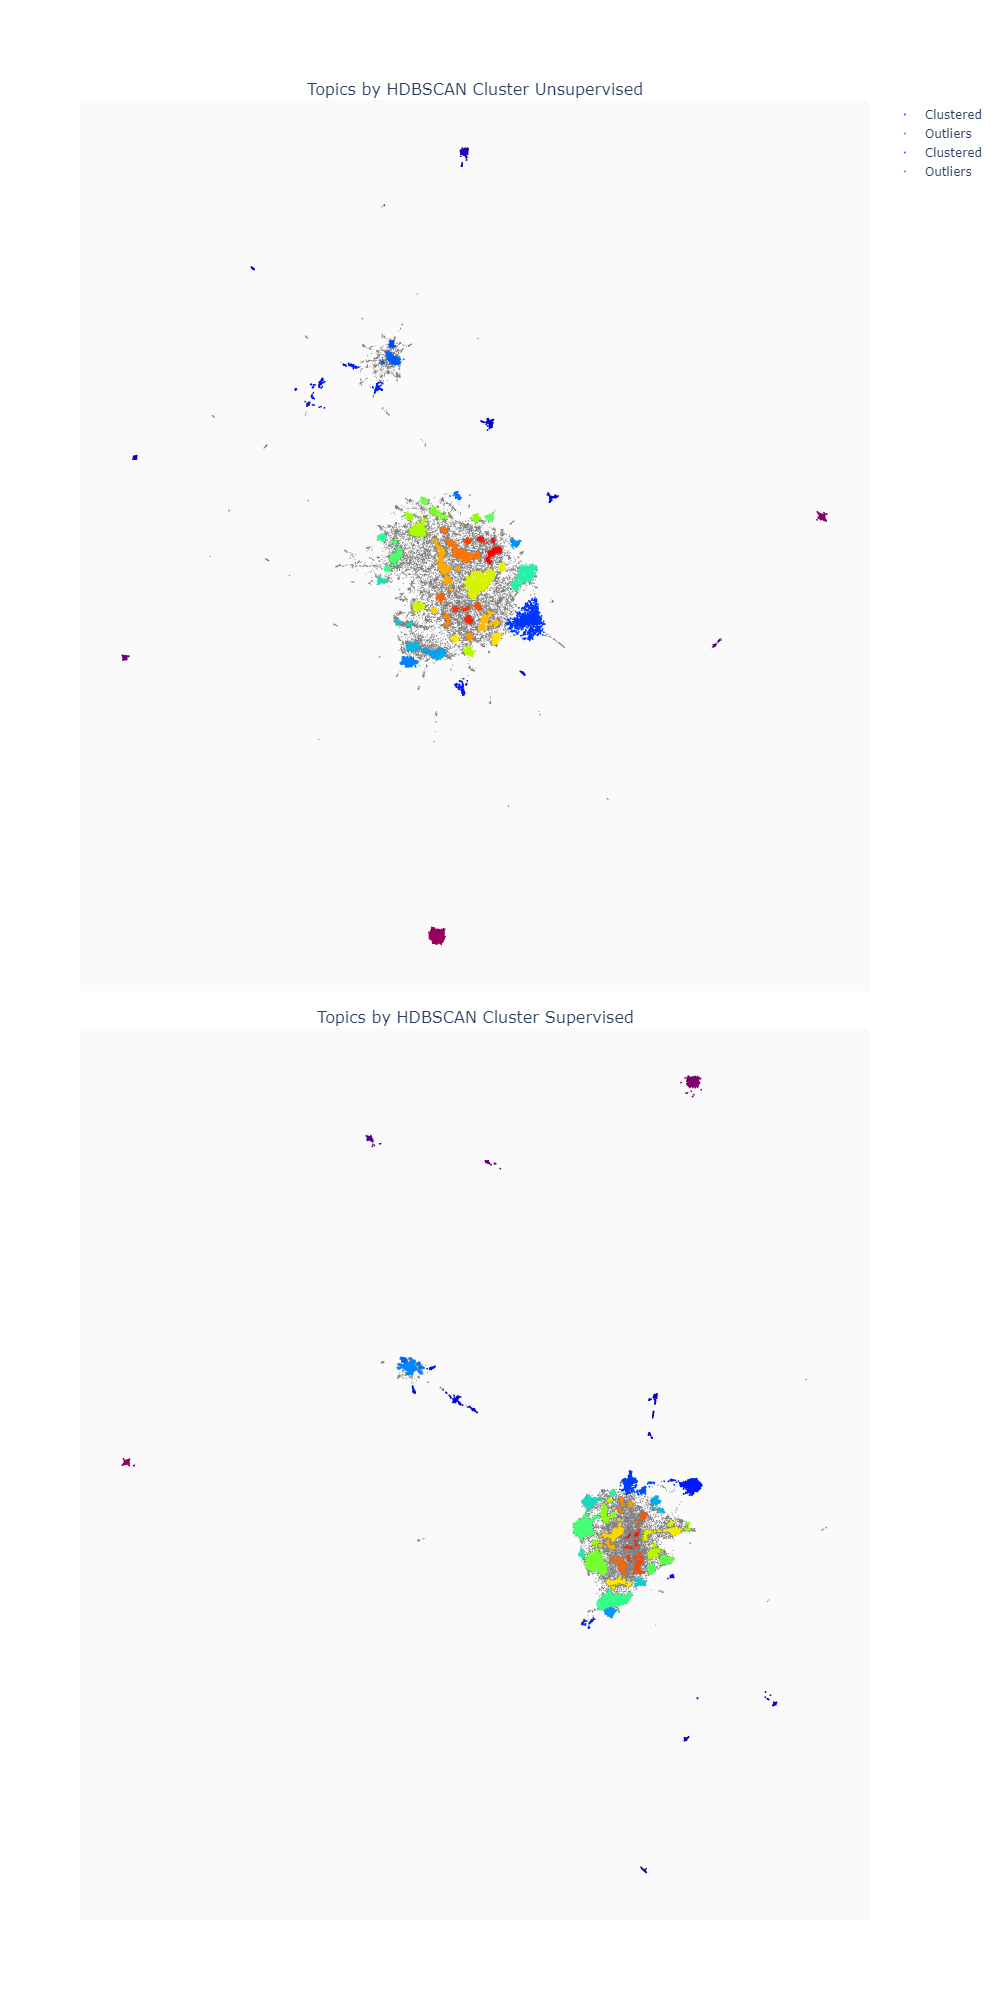 Topics by HDBSCAN Cluster Unsupervised
Clustered
Outliers
Clustered
Outliers
Topics by HDBSCAN Cluster Supervised